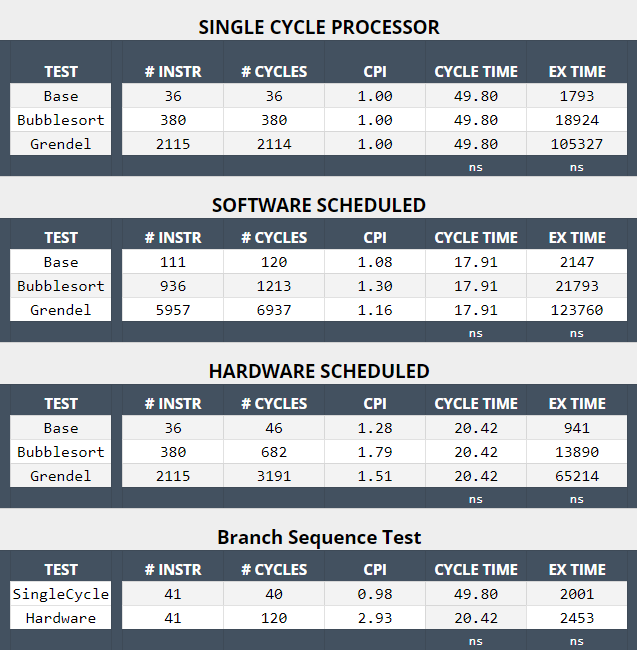 SINGLE CYCLE PROCESSOR
TEST # INSTR # CYCLES CPI CYCLE TIME EX TIME
Base 36 36 1.00 49.80 1793
Bubblesort 380 380 1.00 49.80 18924
Grendel 2115 2114 1.00 49.80 105327
ns ns
SOFTWARE SCHEDULED
TEST # INSTR # CYCLES CPI CYCLE TIME EX TIME
Base 111 120 1.08 17.91 2147
Bubblesort 936 1213 1.30 17.91 21793
Grendel 5957 6937 1.16 17.91 123760
ns ns
HARDWARE SCHEDULED
TEST # INSTR # CYCLES CPI CYCLE TIME EX TIME
Base 36 46 1.28 20.42 941
Bubblesort 380 682 1.79 20.42 13890
Grendel 2115 3191 1.51 20.42 65214
ns ns
Branch Sequence Test
TEST # INSTR # CYCLES CPI CYCLE TIME EX TIME
SingleCycle 41 40 0.98 49.80 2001
Hardware 41 120 2.93 20.42 2453
ns ns